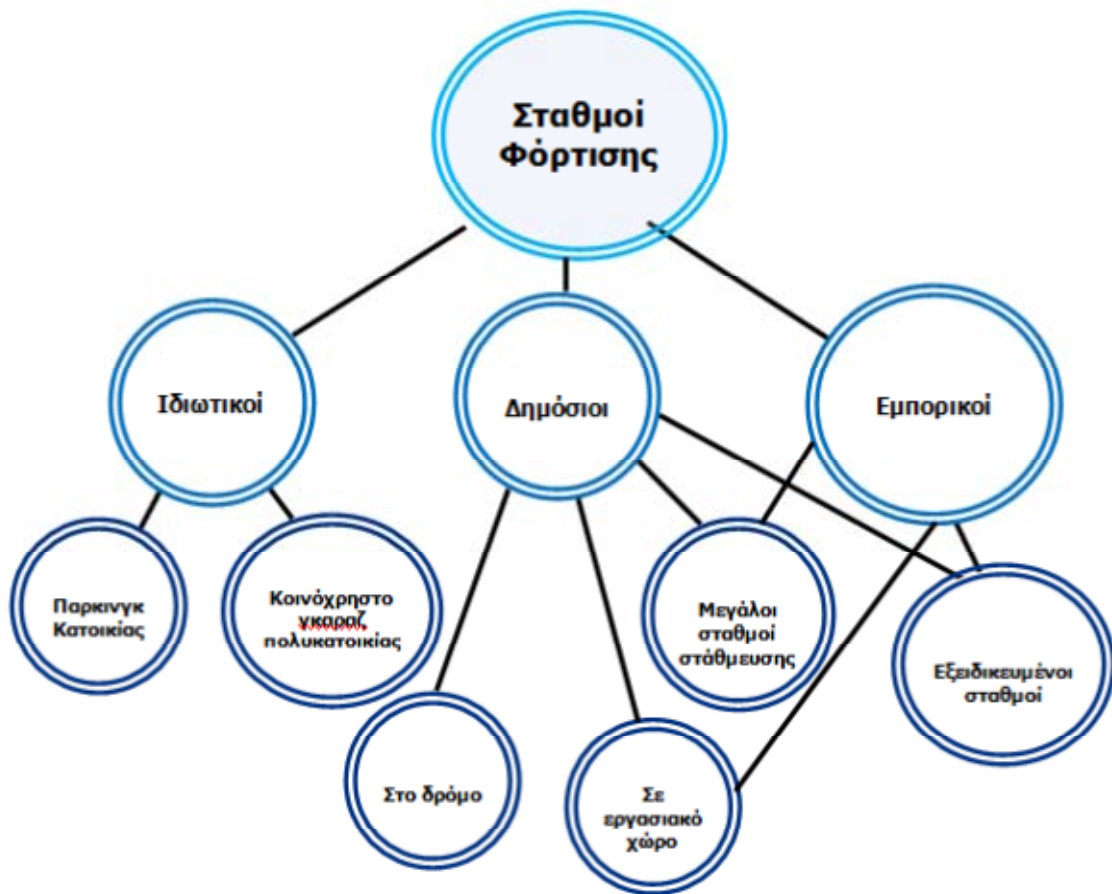 Σταθμοί
Φόρτισης
Ιδιωτικοί
Δημόσιοι
Εμπορικοί
Παρκινγκ
Κατοικίας
Κοινόχρηστο
γκαραζ
πολυκατοικίας
Μεγάλοι
σταθμοί
στάθμευσης
Εξειδικευμένοι
σταθμοί
Στο δρόμο
Σε
εργασιακό
χώρο